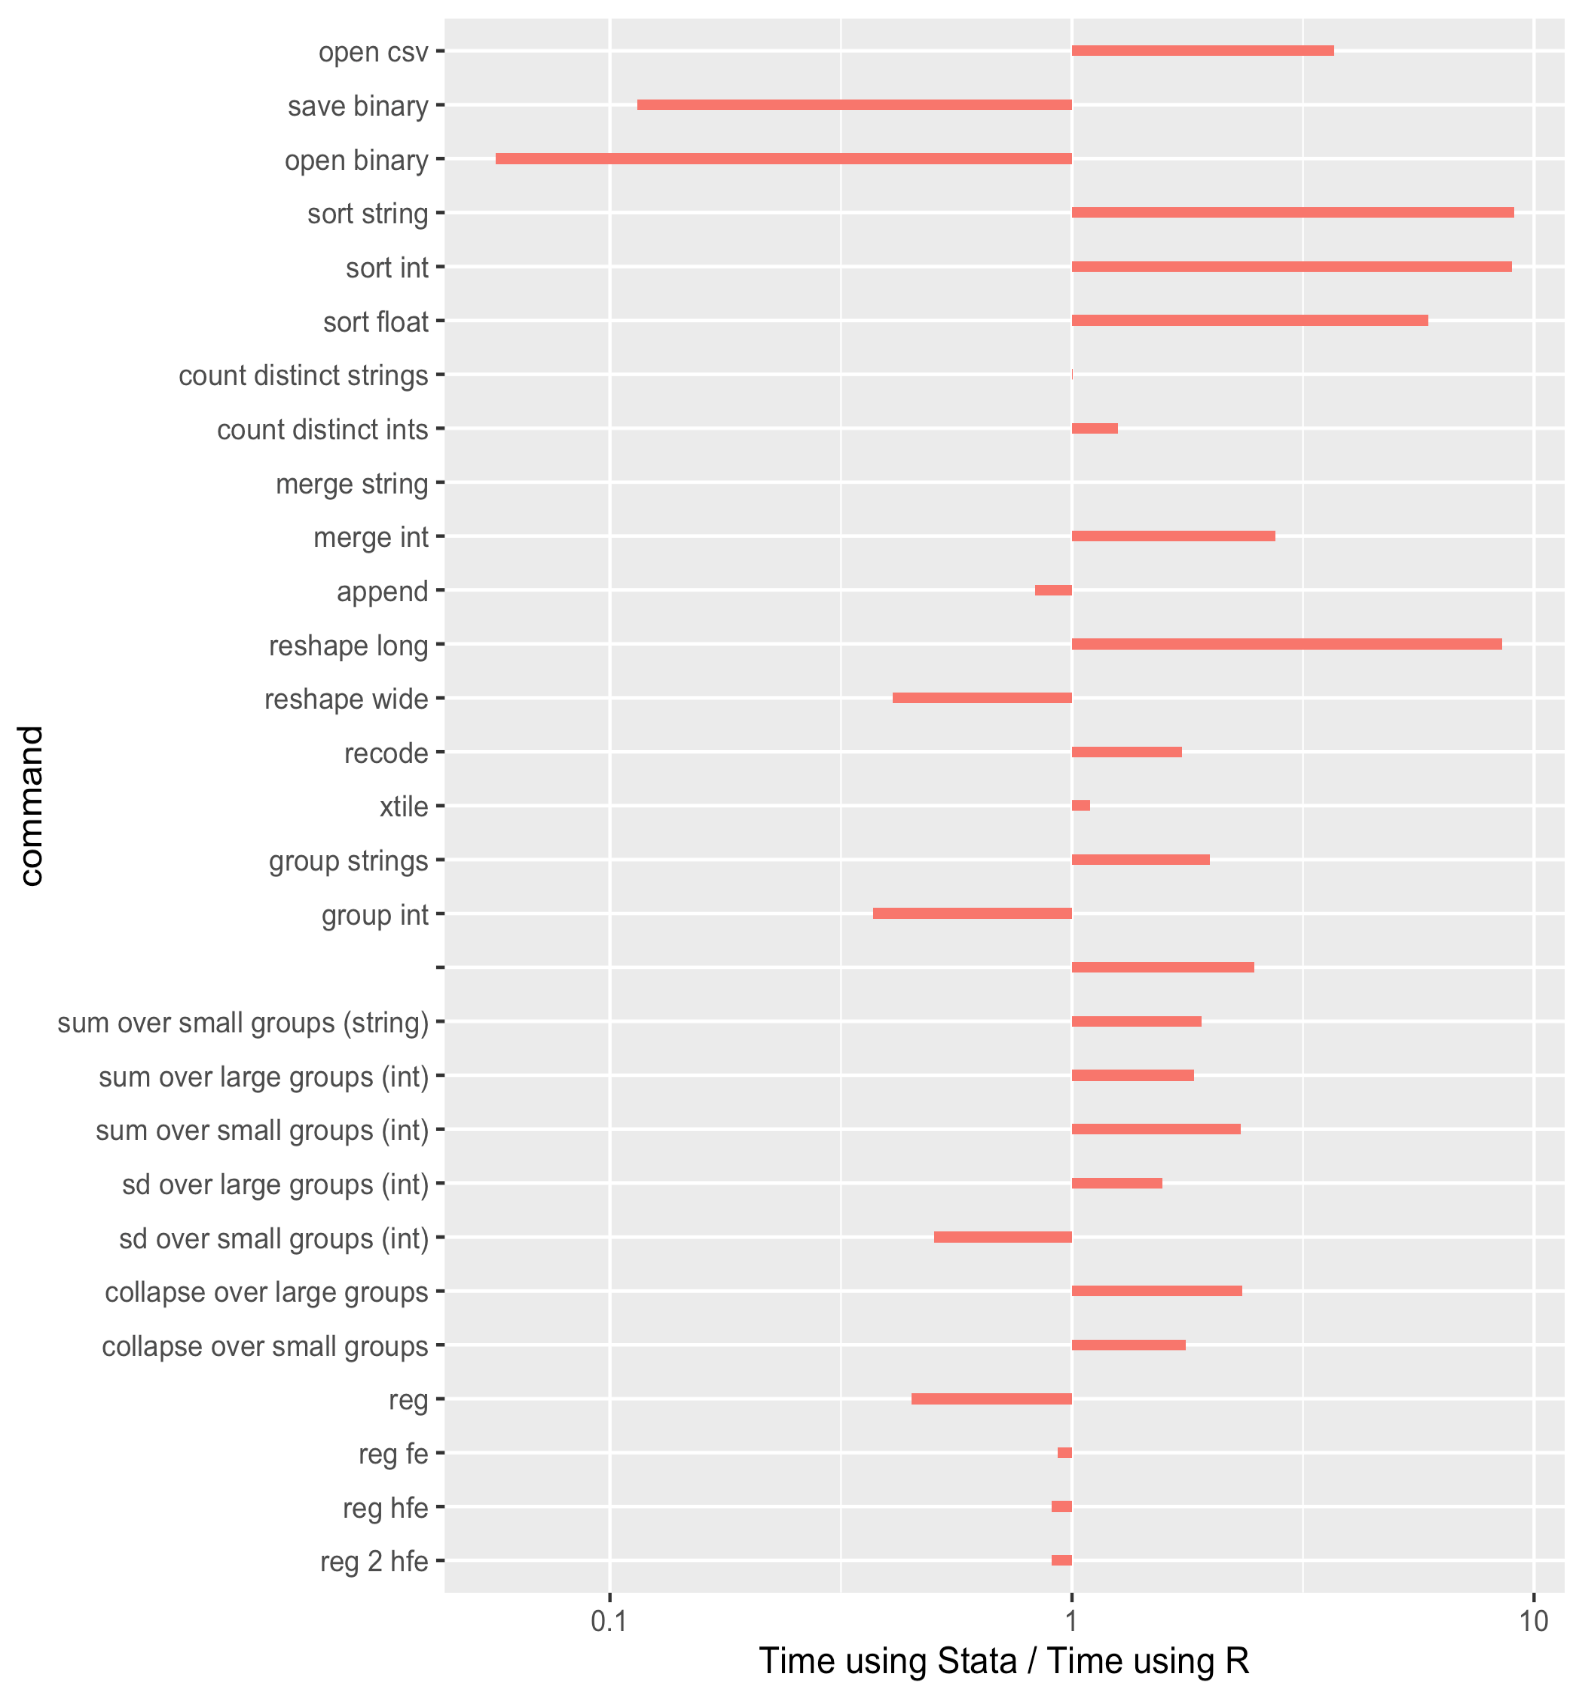 open csv
save binary
open binary
sort string
sort int
sort float
count distinct strings
count distinct ints
merge string
merge int
append
reshape long
reshape wide
recode
xtile
group strings
group int
sum over small groups (string)
sum over large groups (int)
sum over small groups (int)
sd over large groups (int)
sd over small groups (int)
collapse over large groups
collapse over small groups
reg
reg fe
reg hfe
reg 2 hfe
command
0.1 1 10
Time using Stata / Time using R